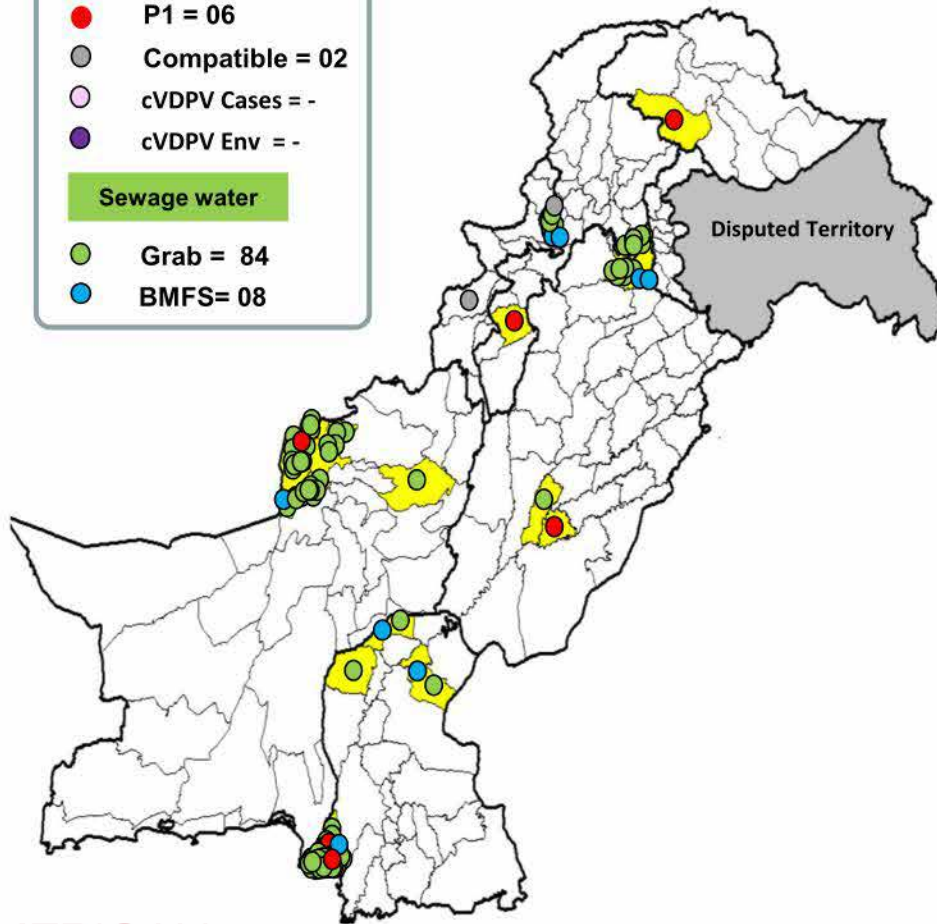 P1 = 06
Compatible = 02
cVDPV Cases = -
cVDPV Env = -
Sewage water
Grab = 84
BMFS= 08
Disputed Territory